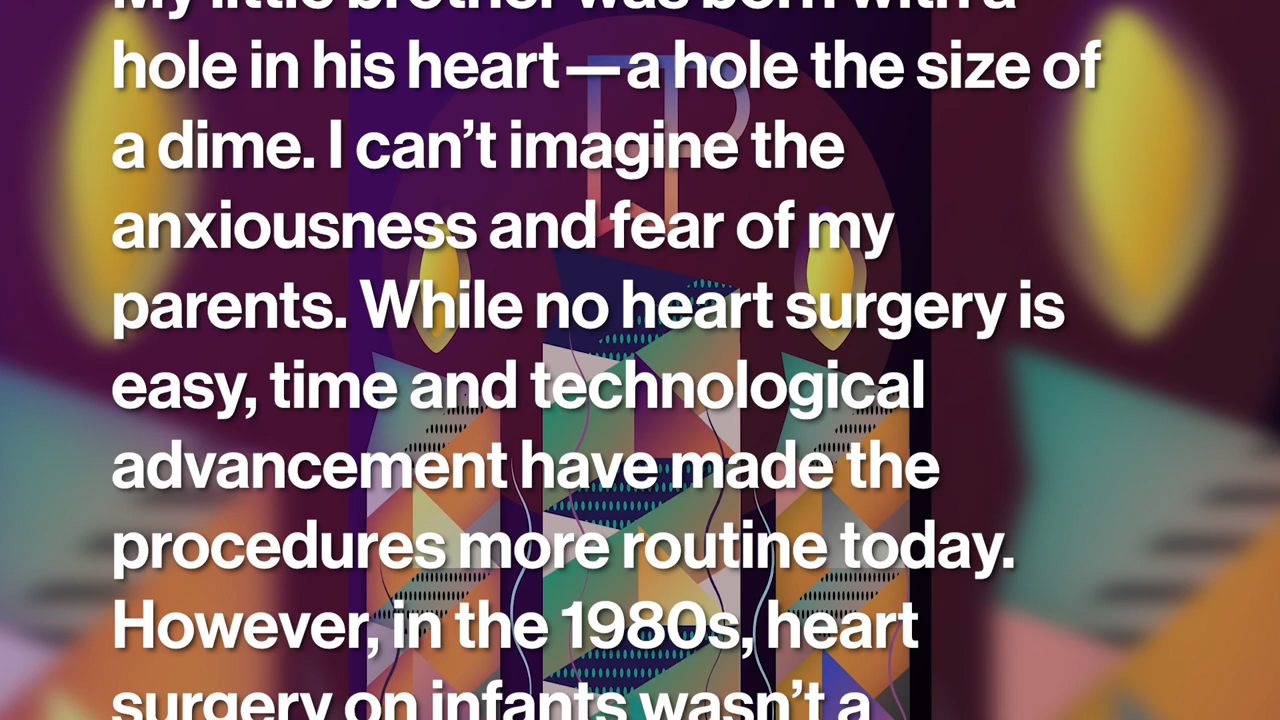 My little brother was born with a
hole in his heart—a hole the size of
a dime. I can’t imagine the
anxiousness and fear of my
parents. While no heart surgery is
easy, time and technological
advancement have made the
procedures more routine today.
However, in the 1980s, heart
surgery on infants wasn’t a